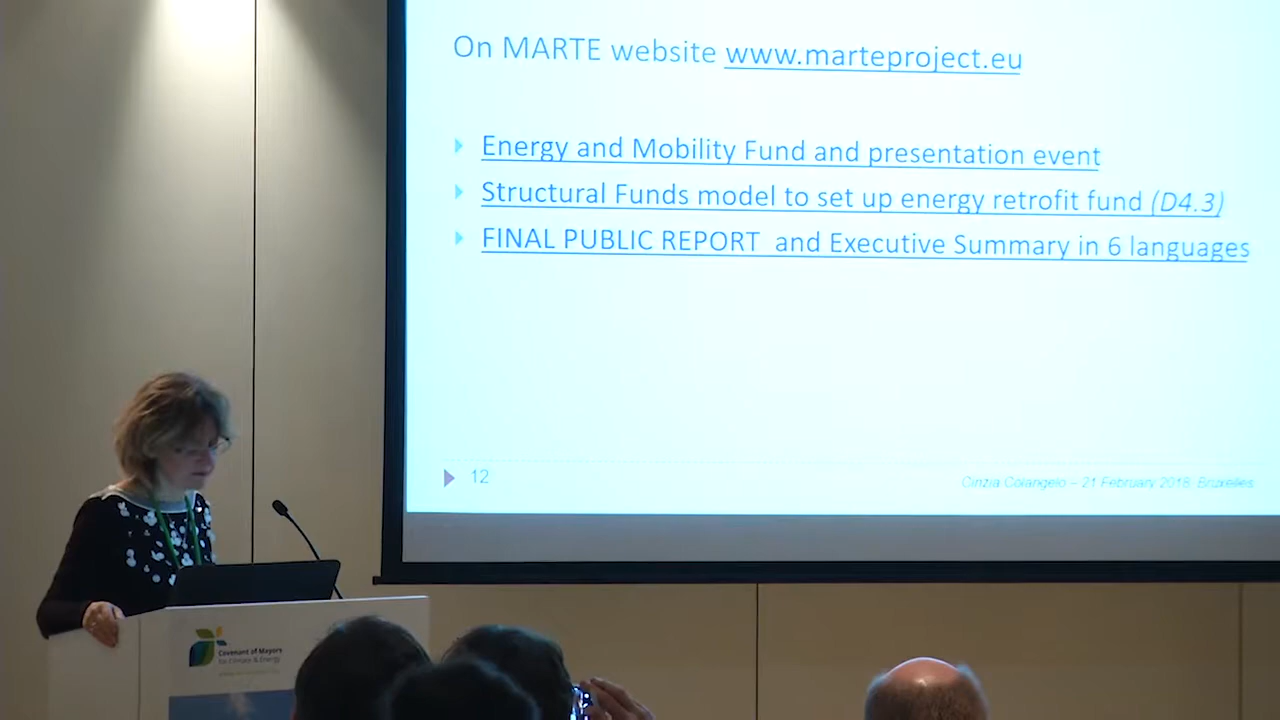 On MARTE website www.marteproject.eu
Energy and Mobility Fund and presentation event
Structural Funds model to set up energy retrofit fund (D4.3)
FINAL PUBLIC REPORT and Executive Summary in 6 languages
12
Cinzia Colangelo – 21 February 2018, Bruxelles
Covenant of Mayors
for Climate & Energy